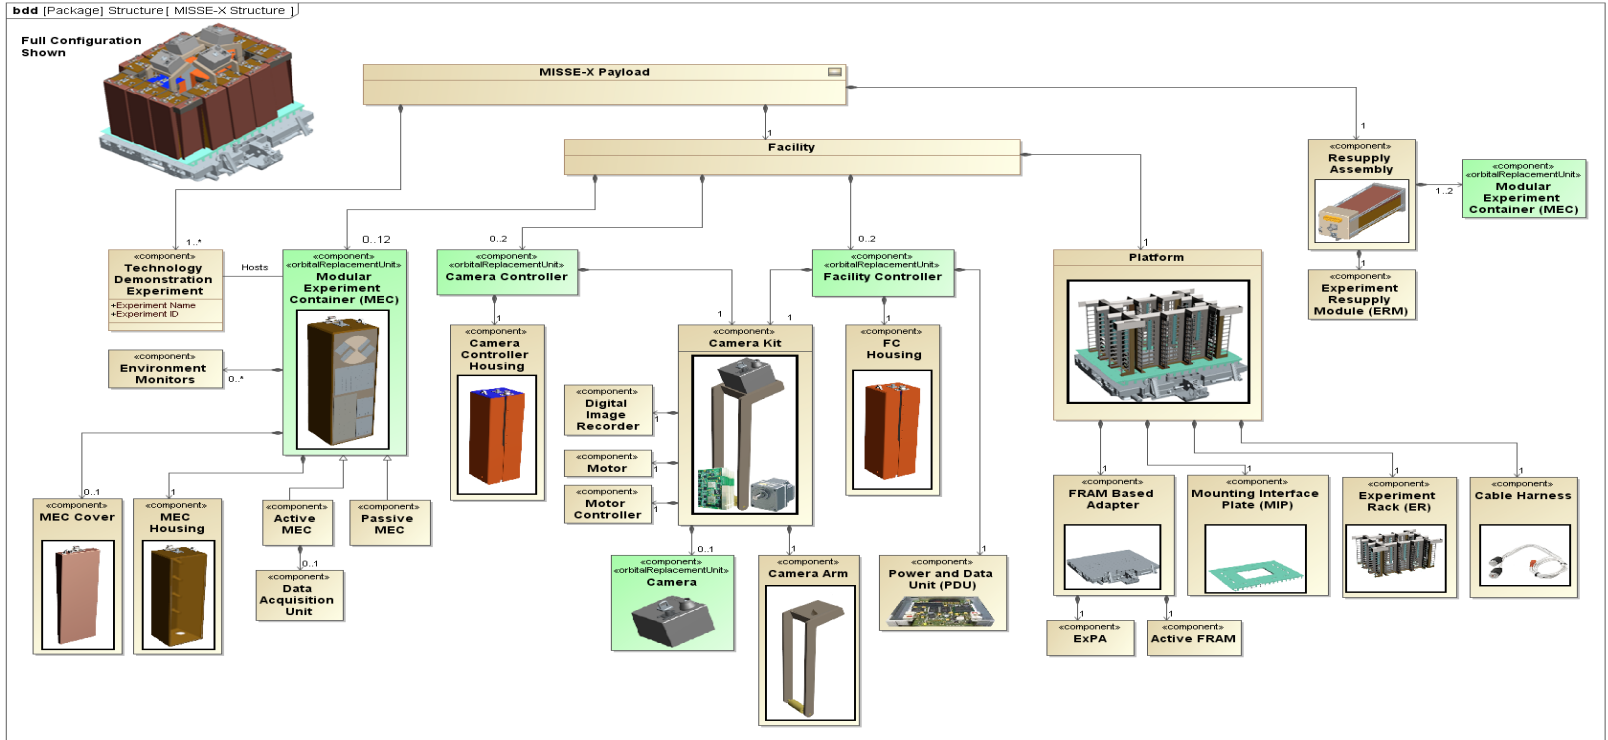 bdd [Package] Structure [ MISSE-X Structure ]
Full Configuration
Shown
MISSE-X Payload
1
1
Facility
«component»
Resupply
Assembly
1..2
«component»
«orbitalReplacementUnit»
Modular
Experiment
Container (MEC)
1
«component»
Experiment
Resupply
Module (ERM)
1..*
0..12
0..2
0..2
1
«component»
Technology
Demonstration
Experiment
+Experiment Name
+Experiment ID
Hosts
«component»
«orbitalReplacementUnit»
Modular
Experiment
Container (MEC)
«component»
«orbitalReplacementUnit»
Camera Controller
«component»
«orbitalReplacementUnit»
Facility Controller
«component»
Platform
«component»
Environment
Monitors
0..*
1
«component»
Camera
Controller
Housing
1
1
«component»
Camera Kit
1
«component»
FC
Housing
«component»
Digital
Image
Recorder
1
«component»
Motor
1
«component»
Motor
Controller
1
0..1
«component»
MEC Cover
1
«component»
MEC
Housing
«component»
Active
MEC
«component»
Passive
MEC
0..1
«component»
Data
Acquisition
Unit
0..1
«component»
«orbitalReplacementUnit»
Camera
1
«component»
Camera Arm
1
«component»
Power and Data
Unit (PDU)
1
«component»
FRAM Based
Adapter
1
«component»
Mounting Interface
Plate (MIP)
1
«component»
Experiment
Rack (ER)
1
«component»
Cable Harness
1
«component»
ExPA
1
«component»
Active FRAM